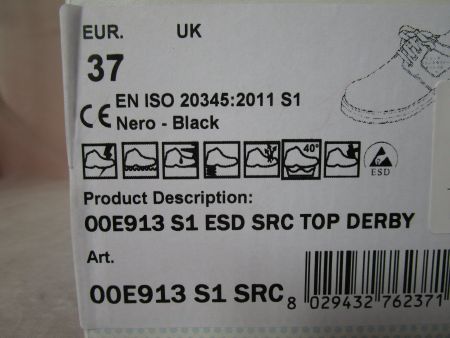 EUR. UK
37
CE EN ISO 20345:2011 S1
Nero - Black
40°
ESD
Product Description:
00E913 S1 ESD SRC TOP DERBY
Art.
00E913 S1 SRC
8 029432 762371